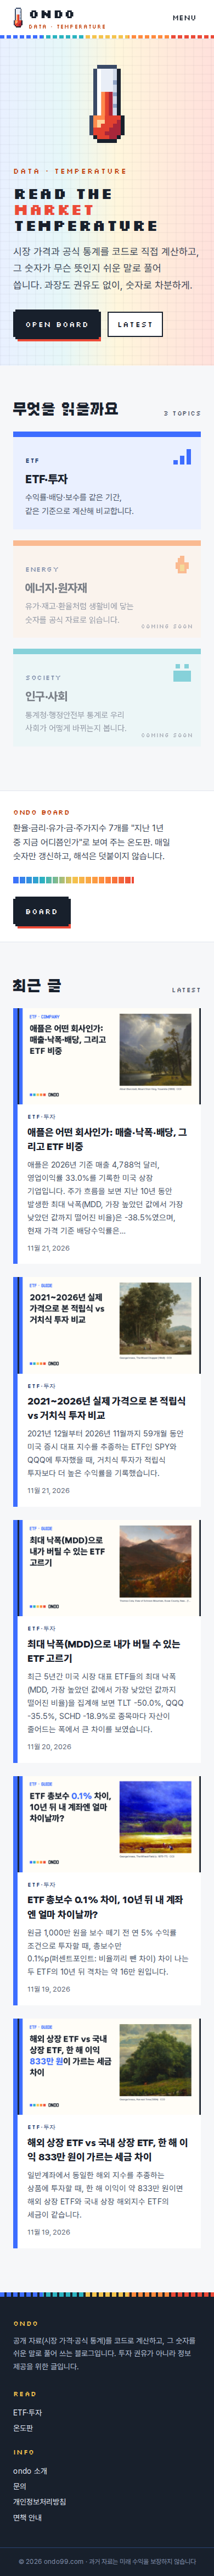 ONDO
DATA · TEMPERATURE
MENU
DATA · TEMPERATURE
READ THE
MARKET
TEMPERATURE
시장 가격과 공식 통계를 코드로 직접 계산하고,
그 숫자가 무슨 뜻인지 쉬운 말로 풀어
씁니다. 과장도 권유도 없이, 숫자로 차분하게.
OPEN BOARD
LATEST
무엇을 읽을까요
3 TOPICS
ETF
ETF·투자
수익률·배당·보수를 같은 기간,
같은 기준으로 계산해 비교합니다.
ENERGY
에너지·원자재
유가·재고·환율처럼 생활비에 닿는
숫자를 공식 자료로 읽습니다.
COMING SOON
SOCIETY
인구·사회
통계청·행정안전부 통계로 우리
사회가 어떻게 바뀌는지 봅니다.
COMING SOON
ONDO BOARD
환율·금리·유가·금·주가지수 7개를 "지난 1년
중 지금 어디쯤인가"로 보여 주는 온도판. 매일
숫자만 갱신하고, 해석은 덧붙이지 않습니다.
BOARD
최근 글
LATEST
ETF · COMPANY
애플은 어떤 회사인가:
매출·낙폭·배당, 그리고
ETF 비중
ONDO
ETF·투자
애플은 어떤 회사인가: 매출·낙폭·배당, 그
리고 ETF 비중
애플은 2026년 기준 매출 4,788억 달러,
영업이익률 33.0%를 기록한 미국 상장
기업입니다. 주가 흐름을 보면 지난 10년 동안
발생한 최대 낙폭(MDD, 가장 높았던 값에서 가장
낮았던 값까지 떨어진 비율)은 -38.5%였으며,
현재 가격 기준 배당수익률은...
11월 21, 2026
ETF · GUIDE
2021~2026년 실제
가격으로 본 적립식 vs
거치식 투자 비교
ONDO
ETF·투자
2021~2026년 실제 가격으로 본 적립식
vs 거치식 투자 비교
2021년 12월부터 2026년 11월까지 59개월 동안
미국 증시 대표 지수를 추종하는 ETF인 SPY와
QQQ에 투자했을 때, 거치식 투자가 적립식
투자보다 더 높은 수익률을 기록했습니다.
11월 21, 2026
ETF · GUIDE
최대 낙폭(MDD)으로
내가 버틸 수 있는 ETF
고르기
ONDO
ETF·투자
최대 낙폭(MDD)으로 내가 버틸 수 있는
ETF 고르기
최근 5년간 미국 시장 대표 ETF들의 최대 낙폭
(MDD, 가장 높았던 값에서 가장 낮았던 값까지
떨어진 비율)을 집계해 보면 TLT -50.0%, QQQ
-35.5%, SCHD -18.9%로 종목마다 자산이
줄어드는 폭에서 큰 차이를 보였습니다.
11월 20, 2026
ETF · GUIDE
ETF 총보수 0.1% 차이,
10년 뒤 내 계좌엔 얼마
차이날까?
ONDO
ETF·투자
ETF 총보수 0.1% 차이, 10년 뒤 내 계좌
엔 얼마 차이날까?
원금 1,000만 원을 보수 떼기 전 연 5% 수익률
조건으로 투자할 때, 총보수만
0.1%p(퍼센트포인트: 비율끼리 뺀 차이) 차이 나는
두 ETF의 10년 뒤 격차는 약 16만 원입니다.
11월 19, 2026
ETF · GUIDE
해외 상장 ETF vs 국내
상장 ETF, 한 해 이익
833만 원이 가르는 세금
차이
ONDO
ETF·투자
해외 상장 ETF vs 국내 상장 ETF, 한 해 이
익 833만 원이 가르는 세금 차이
일반계좌에서 동일한 해외 지수를 추종하는
상품에 투자할 때, 한 해 이익이 약 833만 원이면
해외 상장 ETF와 국내 상장 해외지수 ETF의
세금이 같습니다.
11월 19, 2026
ONDO
공개 자료(시장 가격·공식 통계)를 코드로 계산하고, 그 숫자를
쉬운 말로 풀어 쓰는 블로그입니다. 투자 권유가 아니라 정보
제공을 위한 글입니다.
READ
ETF·투자
온도판
INFO
ondo 소개
문의
개인정보처리방침
면책 안내
© 2026 ondo99.com · 과거 자료는 미래 수익을 보장하지 않습니다